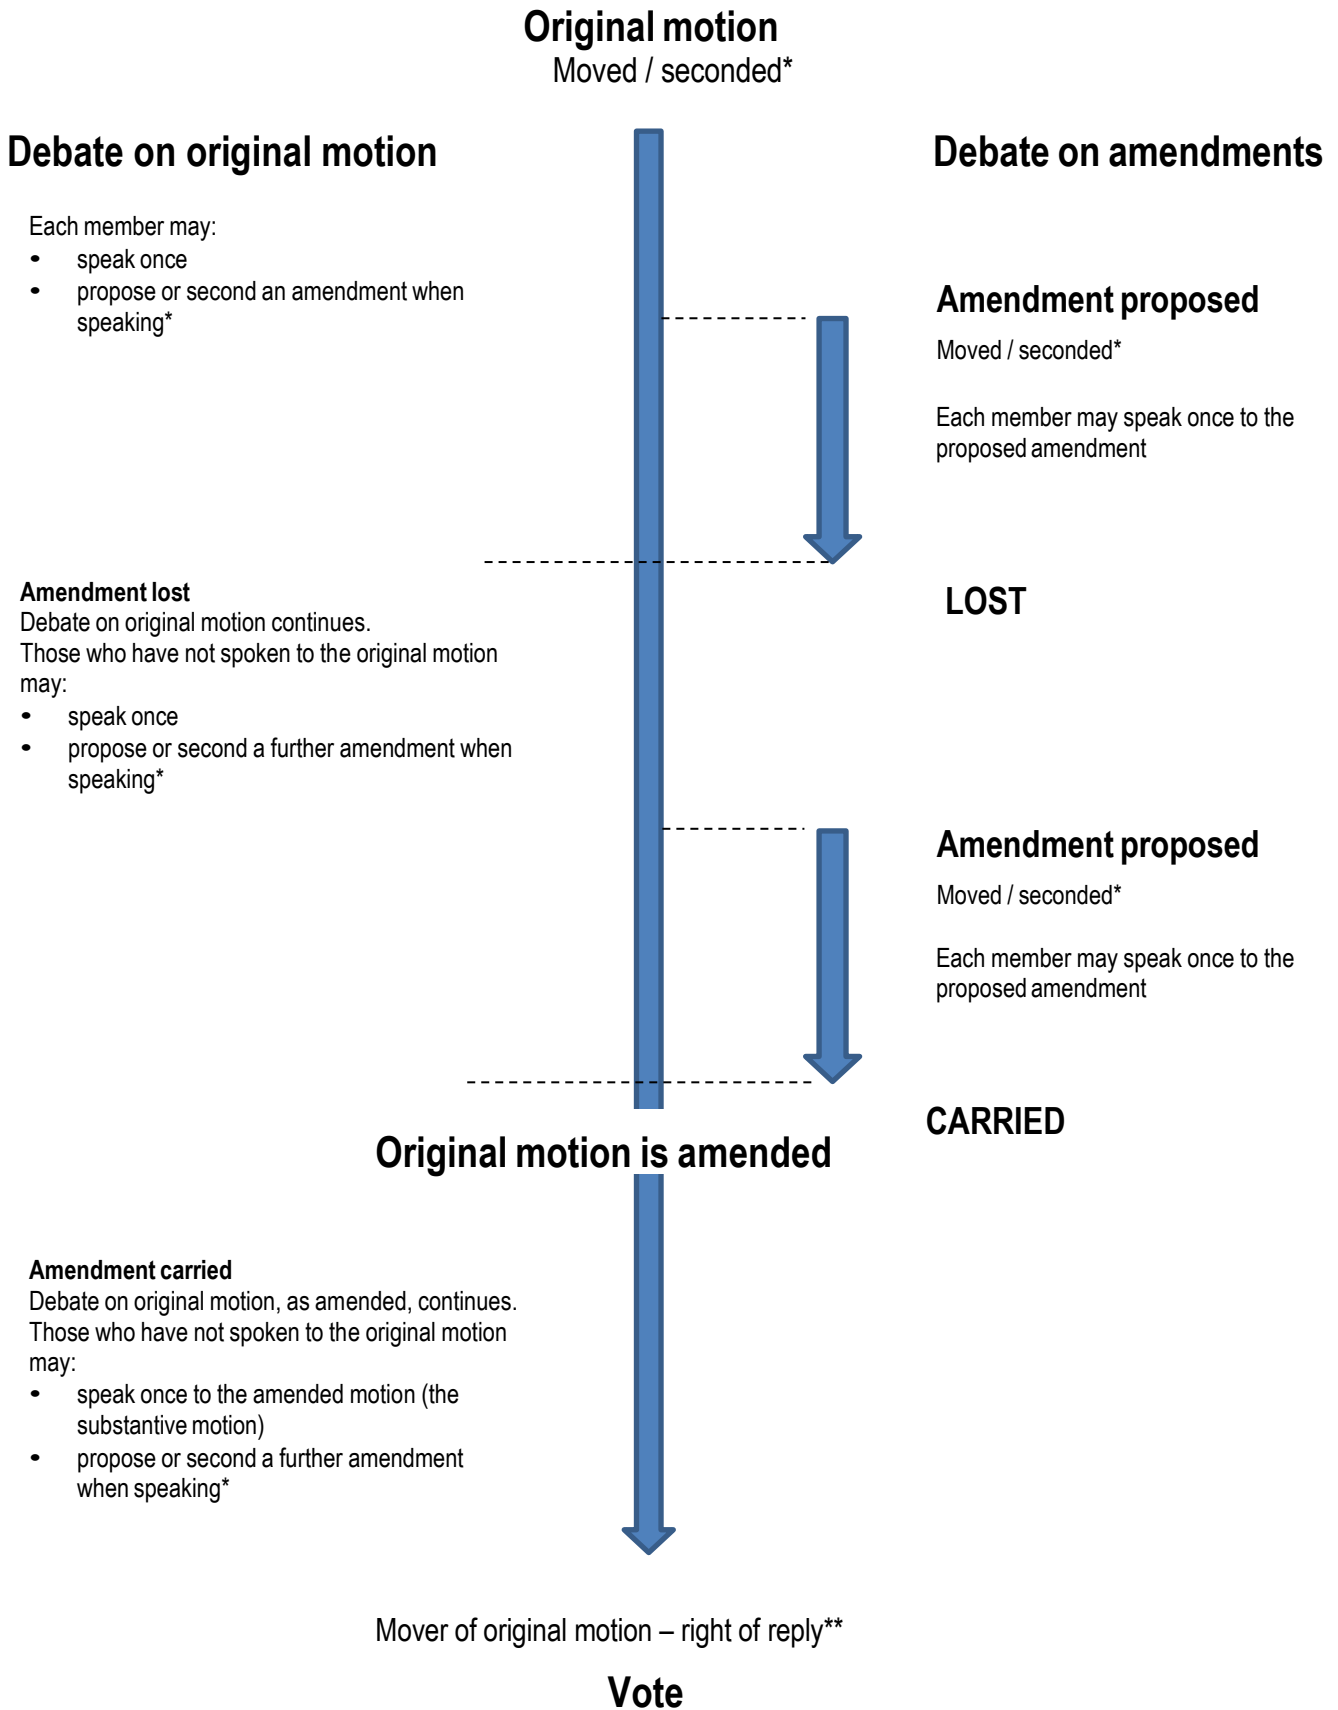 Original motion
Moved / seconded*
Debate on original motion
Debate on amendments
Each member may:
• speak once
• propose or second an amendment when
speaking*
Amendment proposed
Moved / seconded*
Each member may speak once to the
proposed amendment
LOST
Amendment lost
Debate on original motion continues.
Those who have not spoken to the original motion
may:
• speak once
• propose or second a further amendment when
speaking*
Amendment proposed
Moved / seconded*
Each member may speak once to the
proposed amendment
CARRIED
Original motion is amended
Amendment carried
Debate on original motion, as amended, continues.
Those who have not spoken to the original motion
may:
• speak once to the amended motion (the
substantive motion)
• propose or second a further amendment
when speaking*
Mover of original motion – right of reply**
Vote